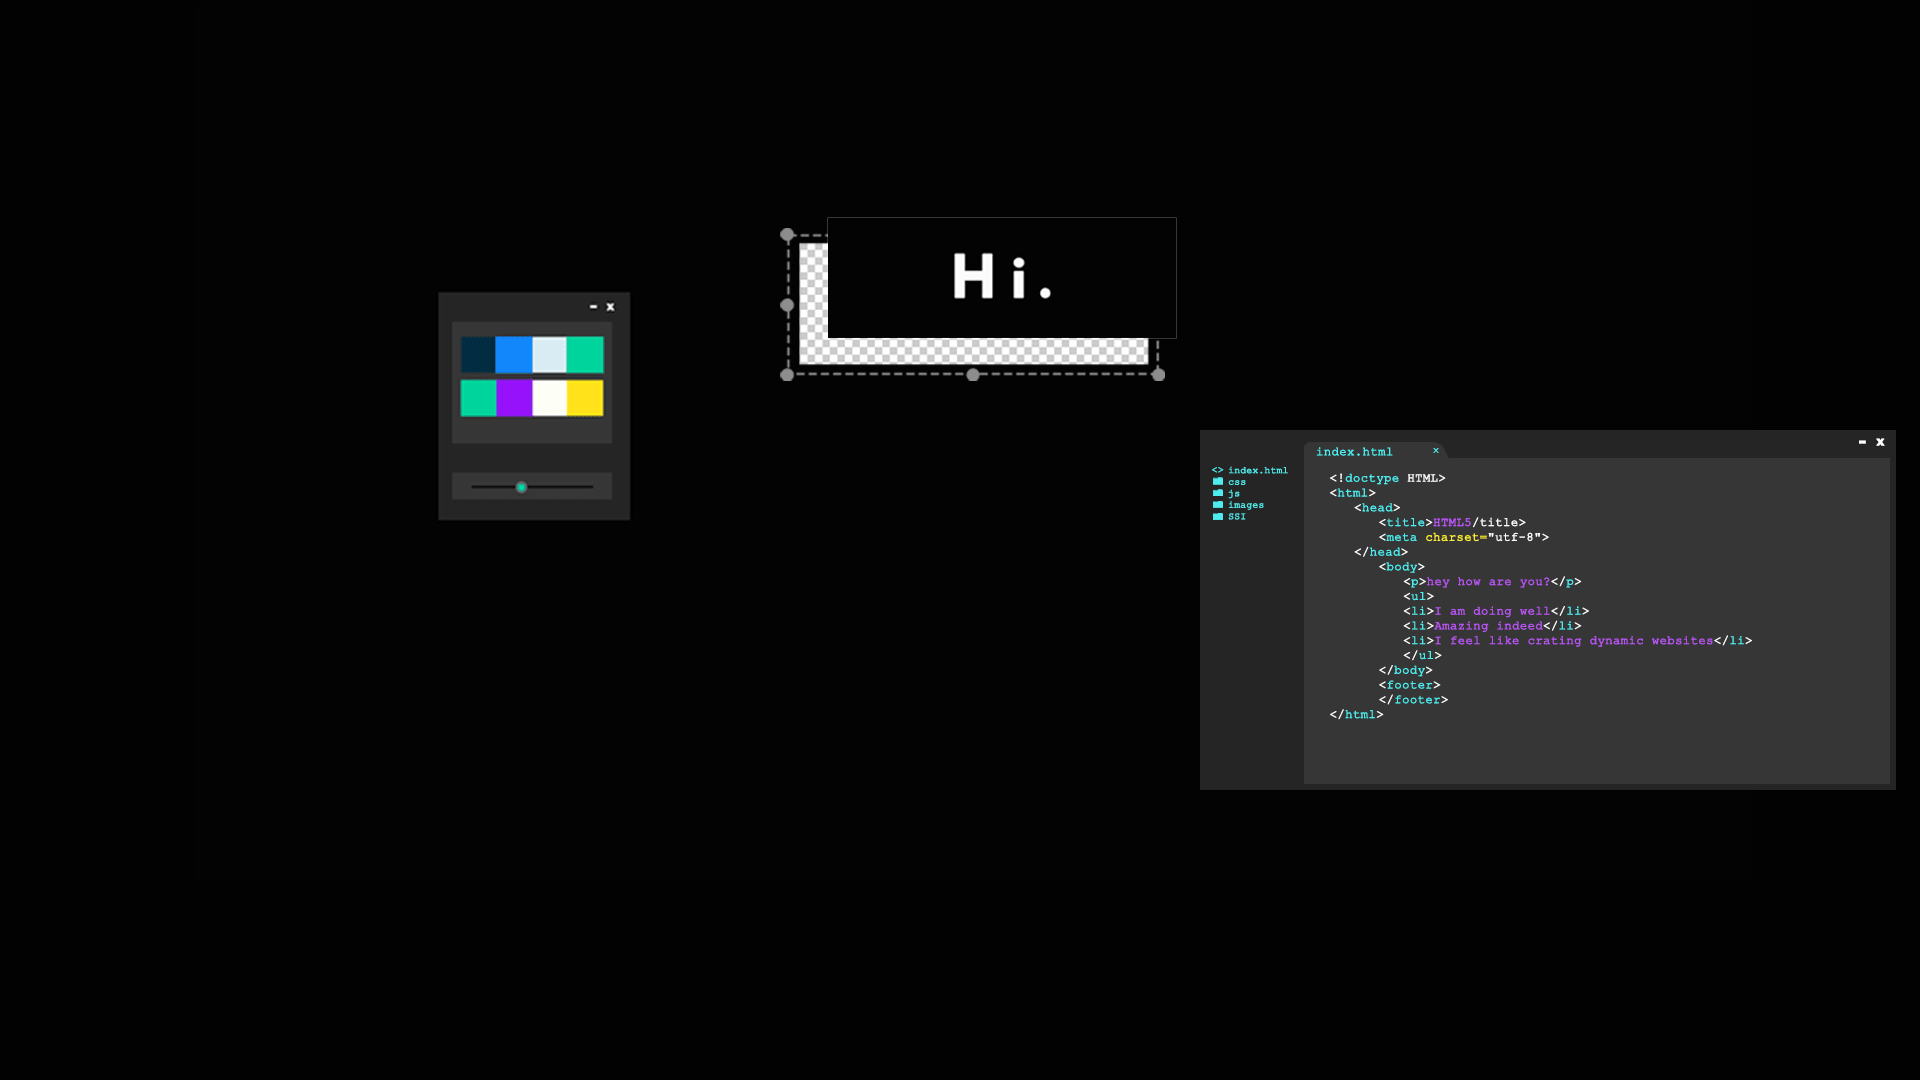 Hi.
index.html
<> index.html
css
js
images
SSI
<!doctype HTML>
<html>
<head>
<title>HTML5/title>
<meta charset="utf-8">
</head>
<body>
<p>hey how are you?</p>
<ul>
<li>I am doing well</li>
<li>Amazing indeed</li>
<li>I feel like crating dynamic websites</li>
</ul>
</body>
<footer>
</footer>
</html>